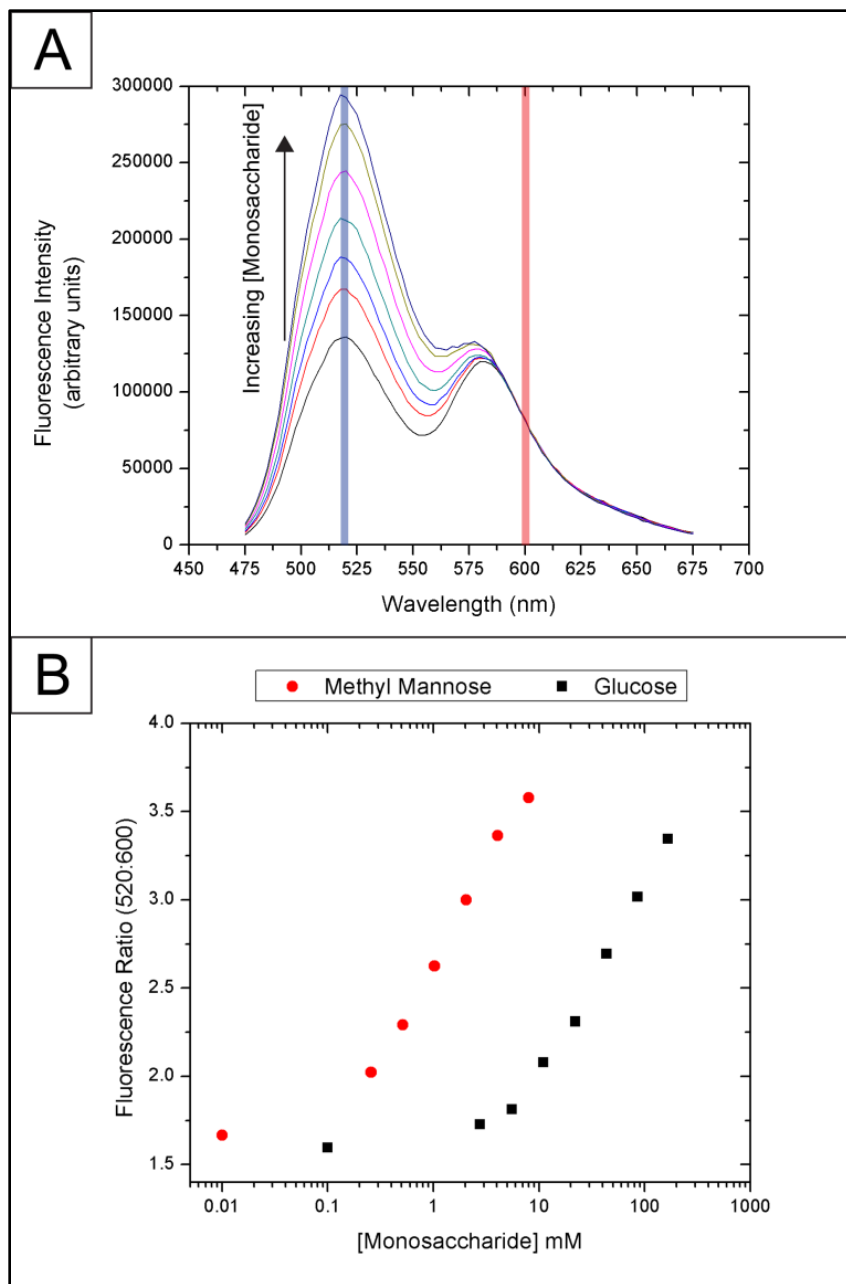 A
300000
250000
200000
150000
100000
50000
0
Fluorescence Intensity
(arbitrary units)
Increasing [Monosaccharide]
450 475 500 525 550 575 600 625 650 675 700
Wavelength (nm)
B
Methyl Mannose Glucose
4.0
3.5
3.0
2.5
2.0
1.5
Fluorescence Ratio (520:600)
0.01 0.1 1 10 100 1000
[Monosaccharide] mM